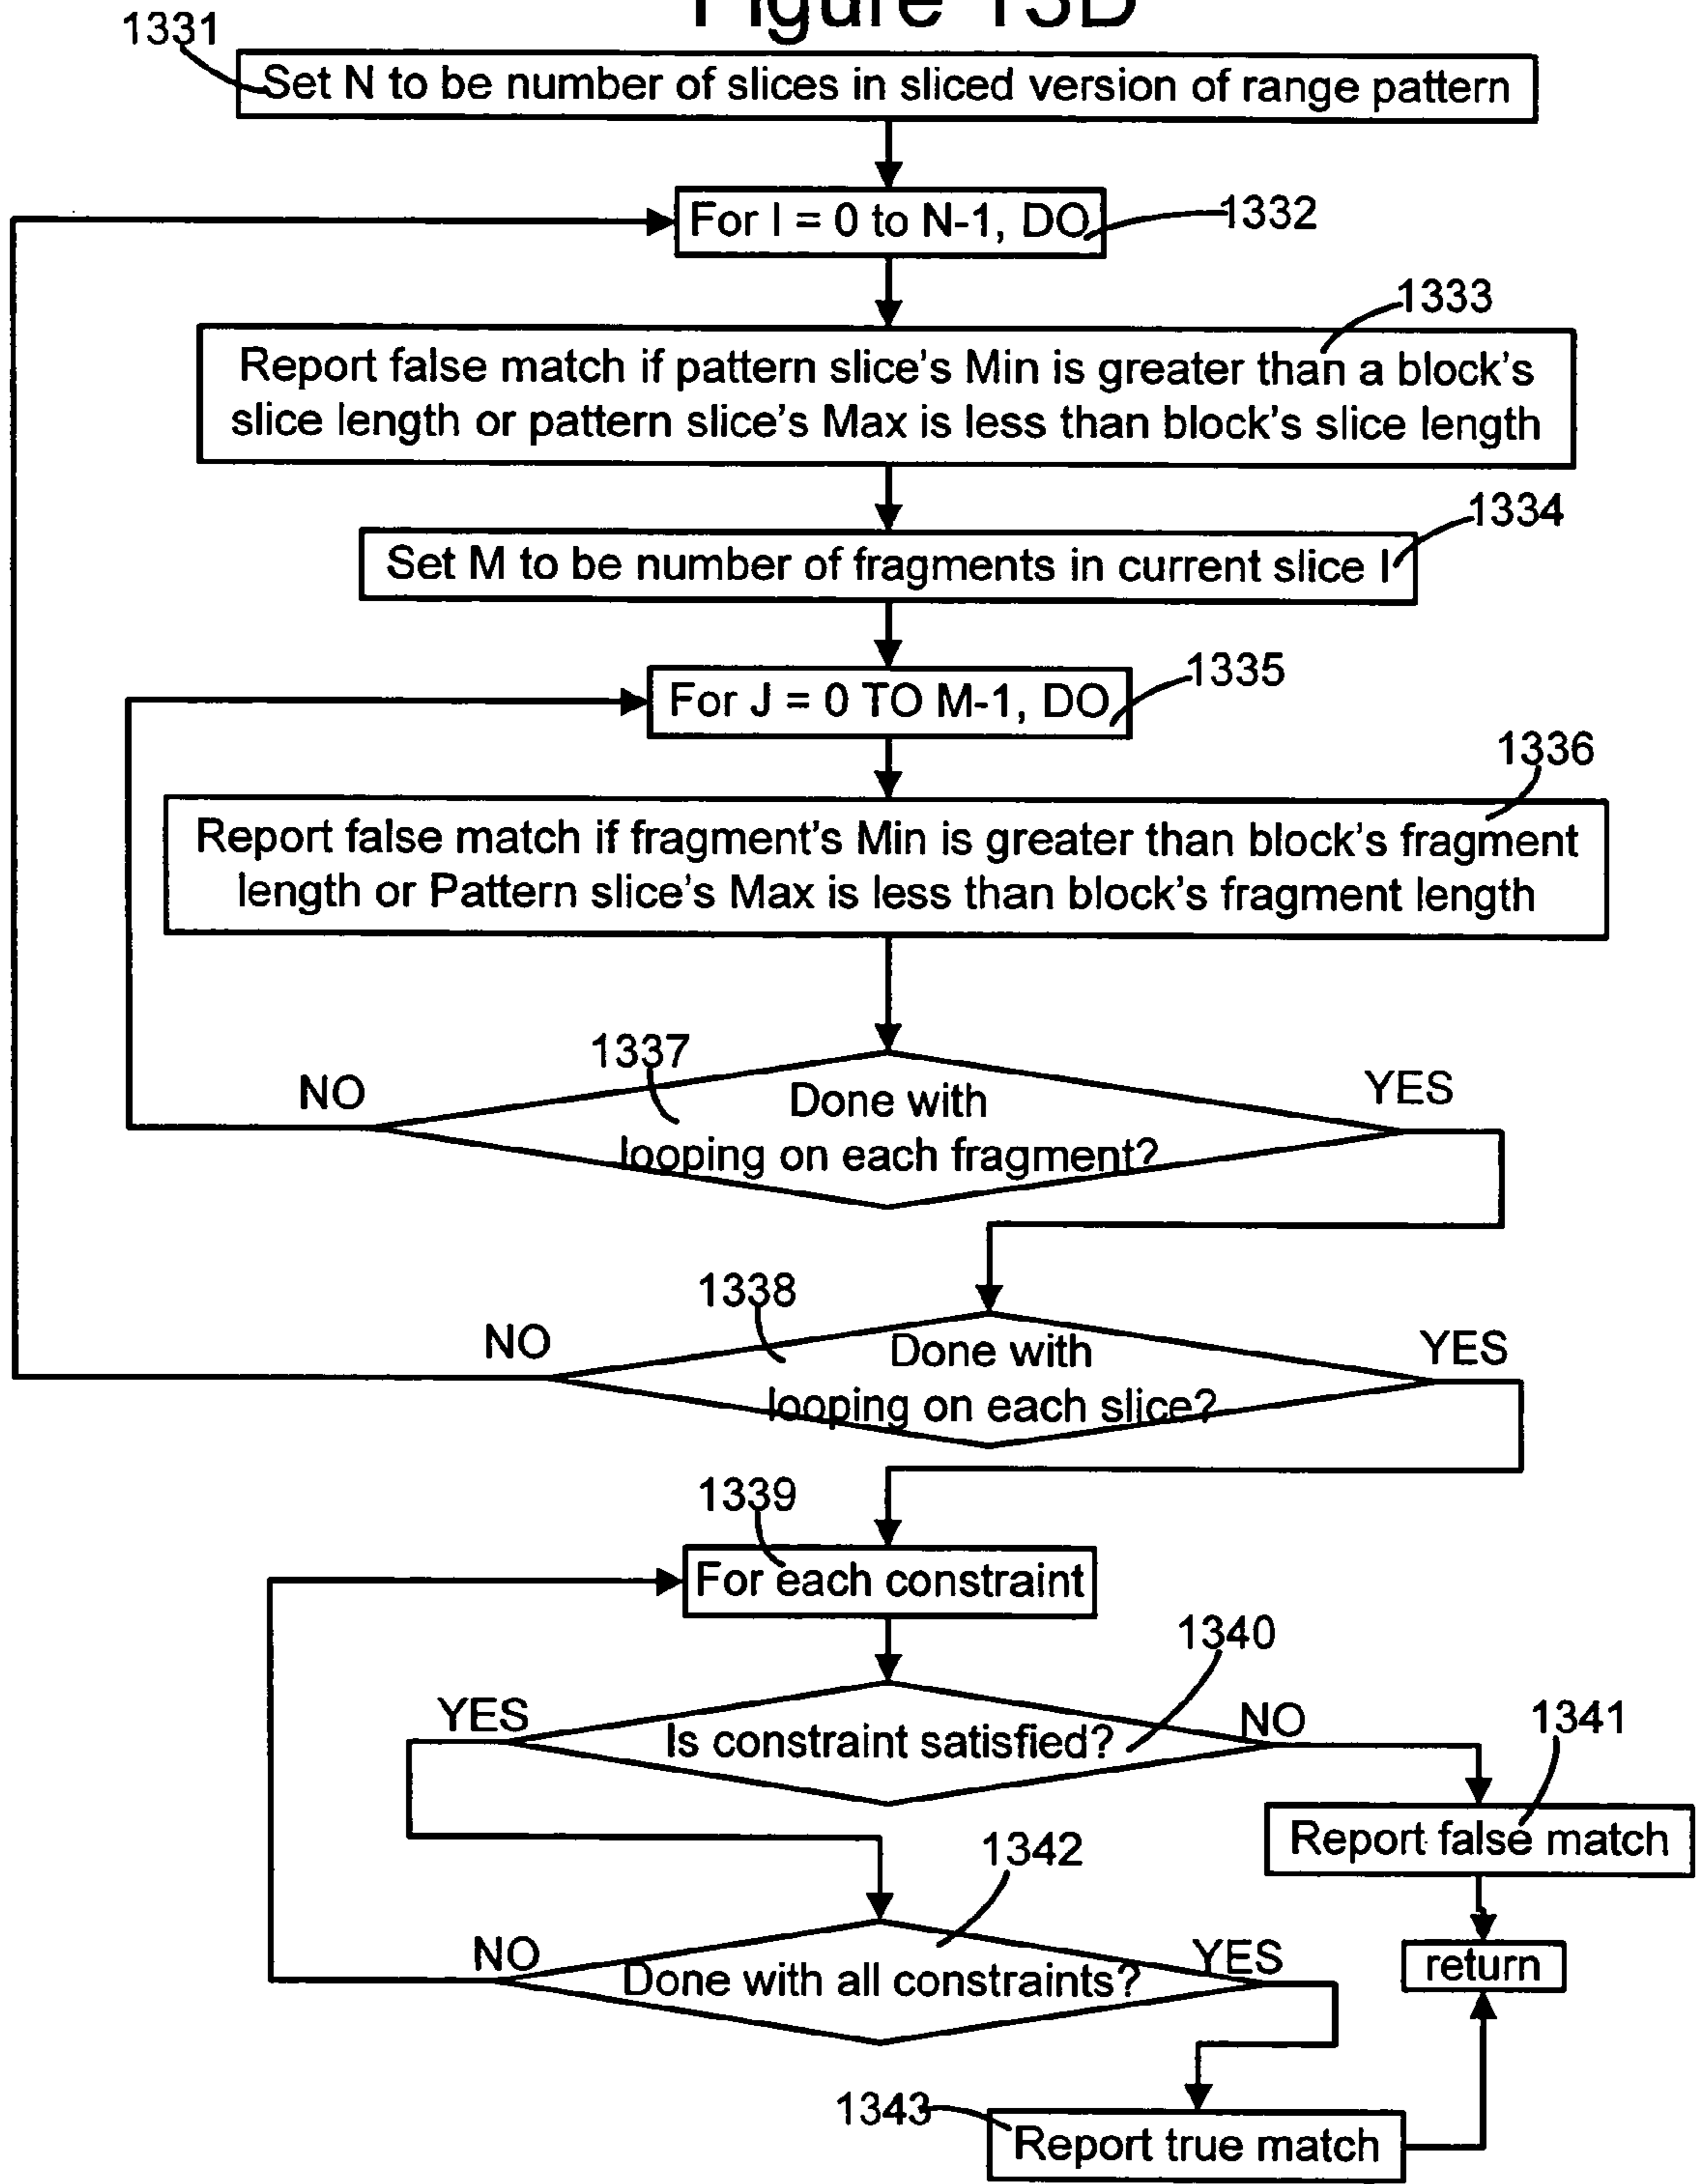 Figure
1331
Set N to be number of slices in sliced version of range pattern
For I = 0 to N-1, DO
1332
1333
Report false match if pattern slice's Min is greater than a block's
slice length or pattern slice's Max is less than block's slice length
1334
Set M to be number of fragments in current slice I
1335
For J = 0 TO M-1, DO
1336
Report false match if fragment's Min is greater than block's fragment
length or Pattern slice's Max is less than block's fragment length
1337
NO
YES
Done with
looping on each fragment?
1338
NO
YES
Done with
looping on each slice?
1339
For each constraint
1340
YES
NO
Is constraint satisfied?
1341
Report false match
1342
NO
YES
Done with all constraints?
return
1343
Report true match